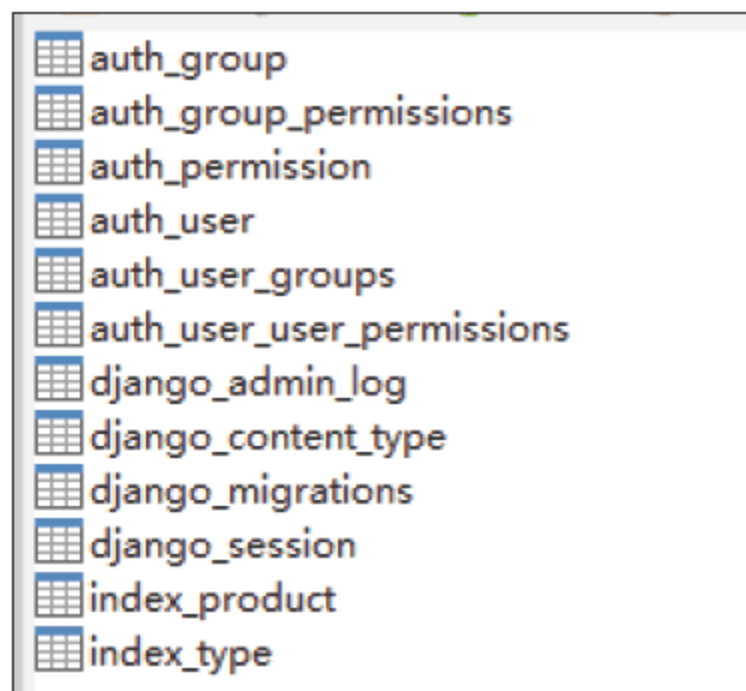 auth_group
auth_group_permissions
auth_permission
auth_user
auth_user_groups
auth_user_user_permissions
django_admin_log
django_content_type
django_migrations
django_session
index_product
index_type